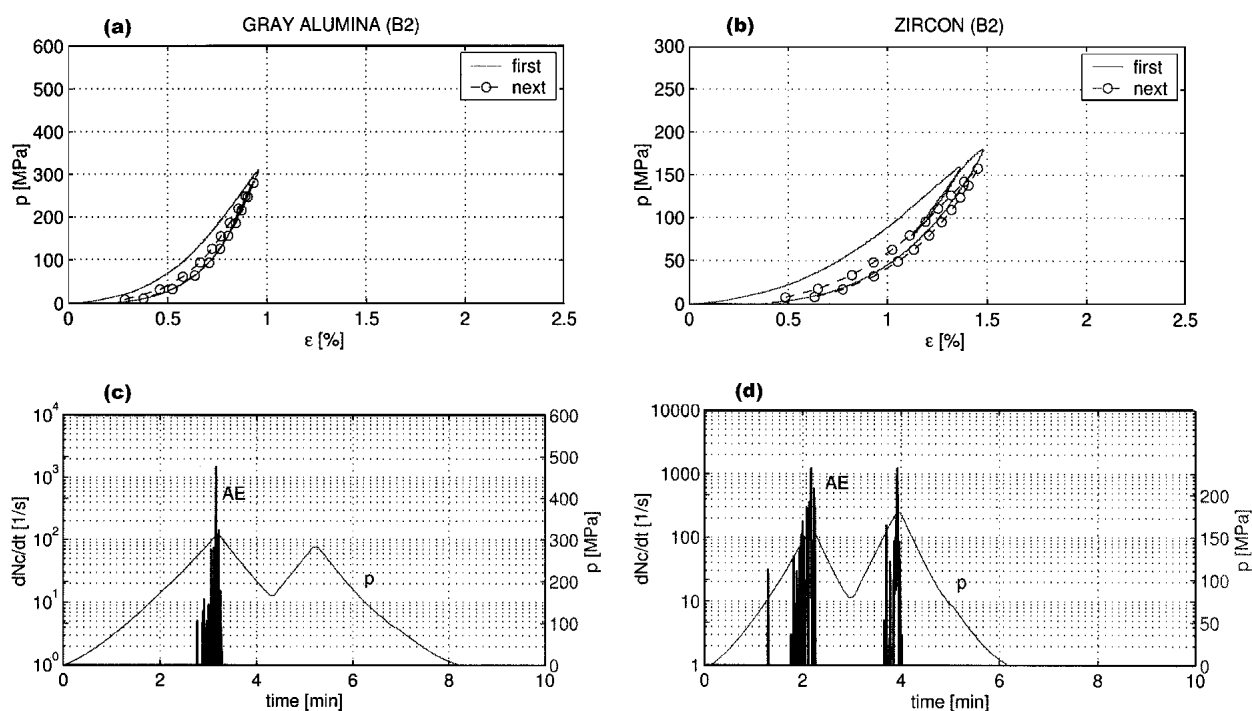 (a) GRAY ALUMINA (B2)
600
500
400
300
200
100
0
p [MPa]
first
next
0 0.5 1 1.5 2 2.5
ε [%]
(b) ZIRCON (B2)
300
250
200
150
100
50
0
p [MPa]
first
next
0 0.5 1 1.5 2 2.5
ε [%]
(c)
10^4
10^3
10^2
10^1
10^0
dNc/dt [1/s]
AE
p
600
500
400
300
200
100
0
p [MPa]
0 2 4 6 8 10
time [min]
(d)
10000
1000
100
10
1
dNc/dt [1/s]
AE
p
200
150
100
50
0
p [MPa]
0 2 4 6 8 10
time [min]